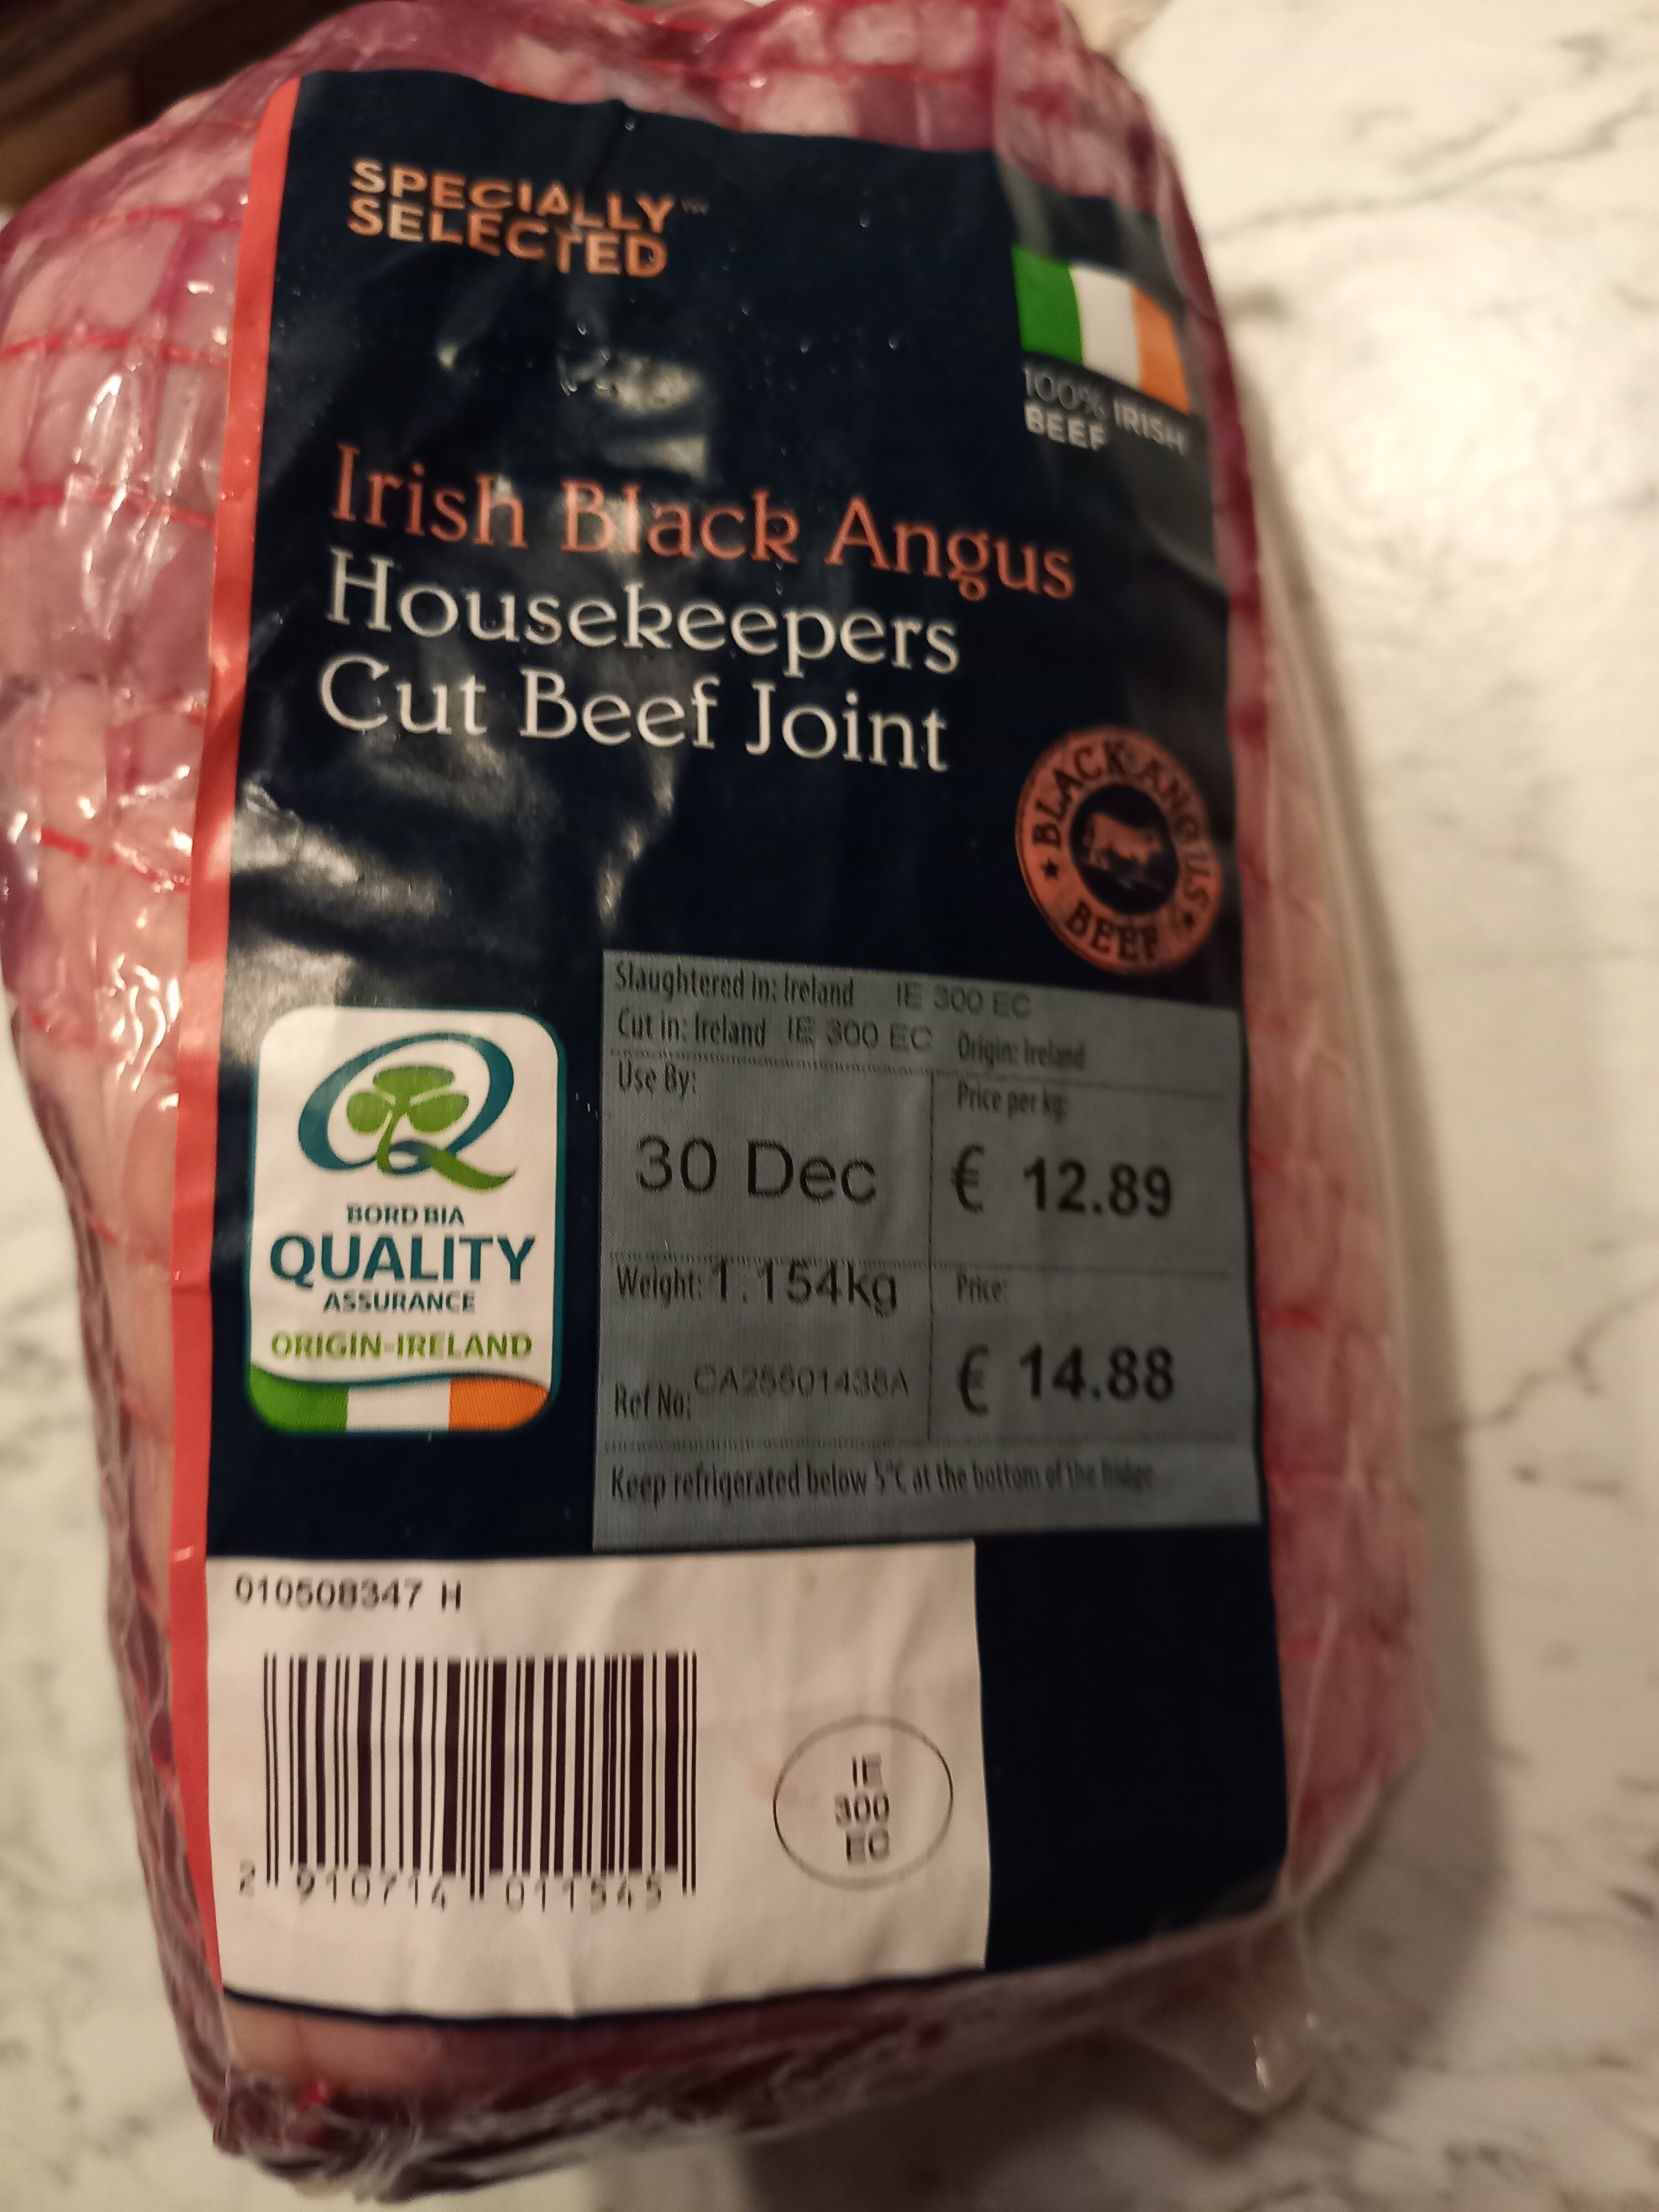 SPECIALLY™
SELECTED
100% IRISH
BEEF
Irish Black Angus
Housekeepers
Cut Beef Joint
BLACK ANGUS
BEEF
Slaughtered in: Ireland IE 300 EC
Cut in: Ireland IE 300 EC Origin: Ireland
Use By:
30 Dec
Price per kg:
€ 12.89
Weight: 1.154kg
Price:
€ 14.88
Ref No: CA25501438A
Keep refrigerated below 5°C at the bottom of the fridge
BORD BIA
QUALITY
ASSURANCE
ORIGIN-IRELAND
010508347 H
2 910714 011545
IE
300
EC